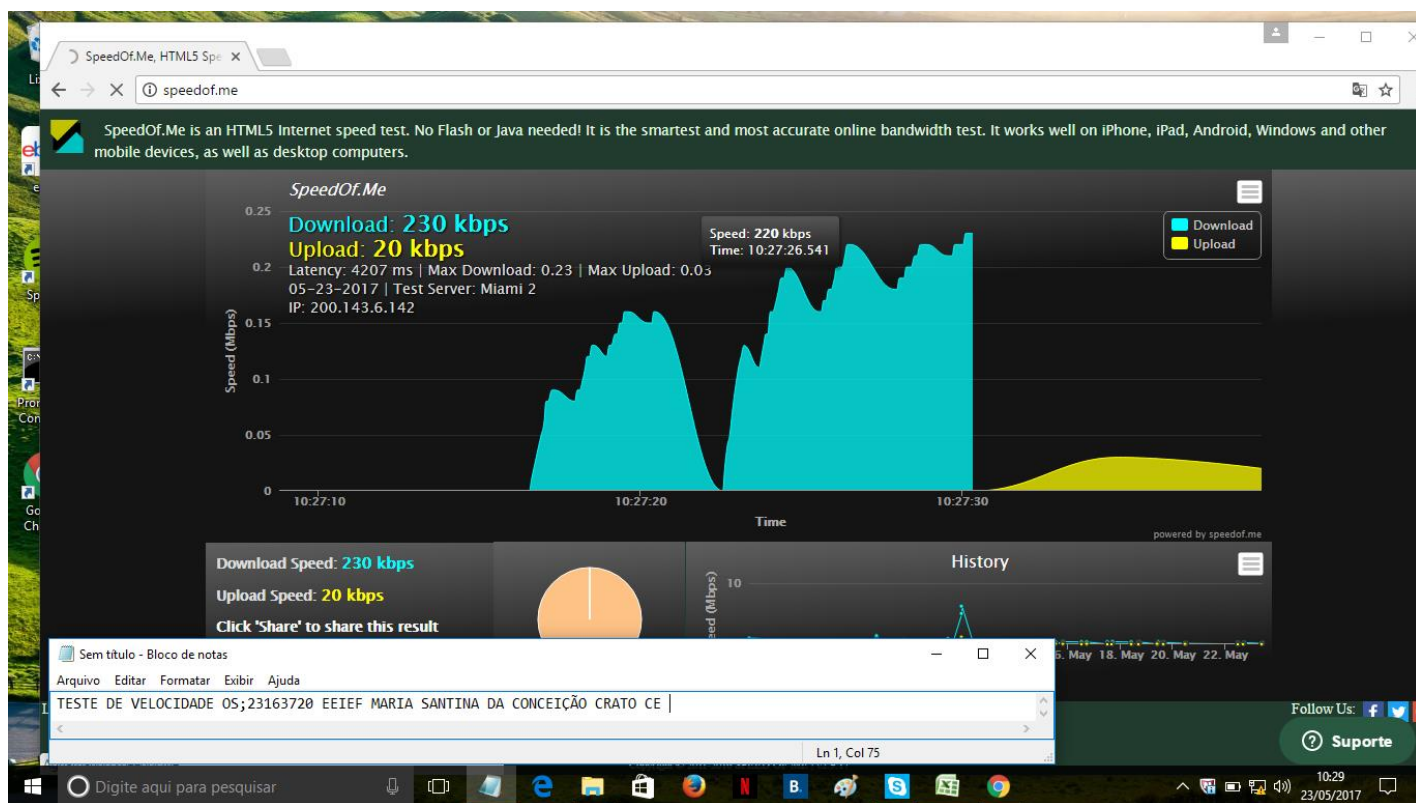 SpeedOf.Me, HTML5 Spe
speedof.me
SpeedOf.Me is an HTML5 Internet speed test. No Flash or Java needed! It is the smartest and most accurate online bandwidth test. It works well on iPhone, iPad, Android, Windows and other
mobile devices, as well as desktop computers.
SpeedOf.Me
Download: 230 kbps
Upload: 20 kbps
Latency: 4207 ms | Max Download: 0.23 | Max Upload: 0.03
05-23-2017 | Test Server: Miami 2
IP: 200.143.6.142
Speed: 220 kbps
Time: 10:27:26.541
Download
Upload
0.25
0.2
0.15
0.1
0.05
0
Speed (Mbps)
10:27:10 10:27:20 10:27:30
Time
powered by speedof.me
Download Speed: 230 kbps
Upload Speed: 20 kbps
Click 'Share' to share this result
History
10
(Mbps)
May 18. May 20. May 22. May
Sem título - Bloco de notas
Arquivo Editar Formatar Exibir Ajuda
TESTE DE VELOCIDADE OS;23163720 EEIEF MARIA SANTINA DA CONCEIÇÃO CRATO CE
Ln 1, Col 75
Follow Us:
Suporte
Digite aqui para pesquisar
10:29
23/05/2017